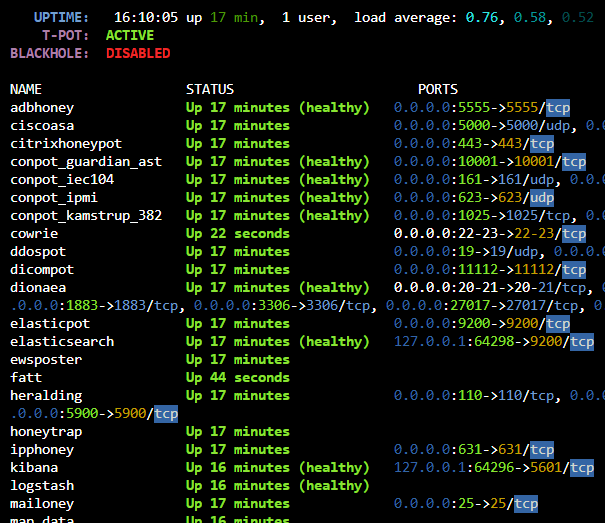 UPTIME: 16:10:05 up 17 min, 1 user, load average: 0.76, 0.58, 0.52
T-POT: ACTIVE
BLACKHOLE: DISABLED
NAME STATUS PORTS
adbhoney Up 17 minutes (healthy) 0.0.0.0:5555->5555/tcp
ciscoasa Up 17 minutes 0.0.0.0:5000->5000/udp, 0.0.
citrixhoneypot Up 17 minutes 0.0.0.0:443->443/tcp
conpot_guardian_ast Up 17 minutes (healthy) 0.0.0.0:10001->10001/tcp
conpot_iec104 Up 17 minutes (healthy) 0.0.0.0:161->161/udp, 0.0.0
conpot_ipmi Up 17 minutes (healthy) 0.0.0.0:623->623/udp
conpot_kamstrup_382 Up 17 minutes (healthy) 0.0.0.0:1025->1025/tcp, 0.0.
cowrie Up 22 seconds 0.0.0.0:22-23->22-23/tcp
ddospot Up 17 minutes 0.0.0.0:19->19/udp, 0.0.0.
dicompot Up 17 minutes 0.0.0.0:11112->11112/tcp
dionaea Up 17 minutes (healthy) 0.0.0.0:20-21->20-21/tcp, 0
.0.0.0:1883->1883/tcp, 0.0.0.0:3306->3306/tcp, 0.0.0.0:27017->27017/tcp, 0
elasticpot Up 17 minutes 0.0.0.0:9200->9200/tcp
elasticsearch Up 17 minutes (healthy) 127.0.0.1:64298->9200/tcp
ewsposter Up 17 minutes
fatt Up 44 seconds
heralding Up 17 minutes 0.0.0.0:110->110/tcp, 0.0.0
.0.0.0:5900->5900/tcp
honeytrap Up 17 minutes
ipphoney Up 17 minutes 0.0.0.0:631->631/tcp
kibana Up 16 minutes (healthy) 127.0.0.1:64296->5601/tcp
logstash Up 16 minutes (healthy)
mailoney Up 17 minutes 0.0.0.0:25->25/tcp
map_data Up 16 minutes